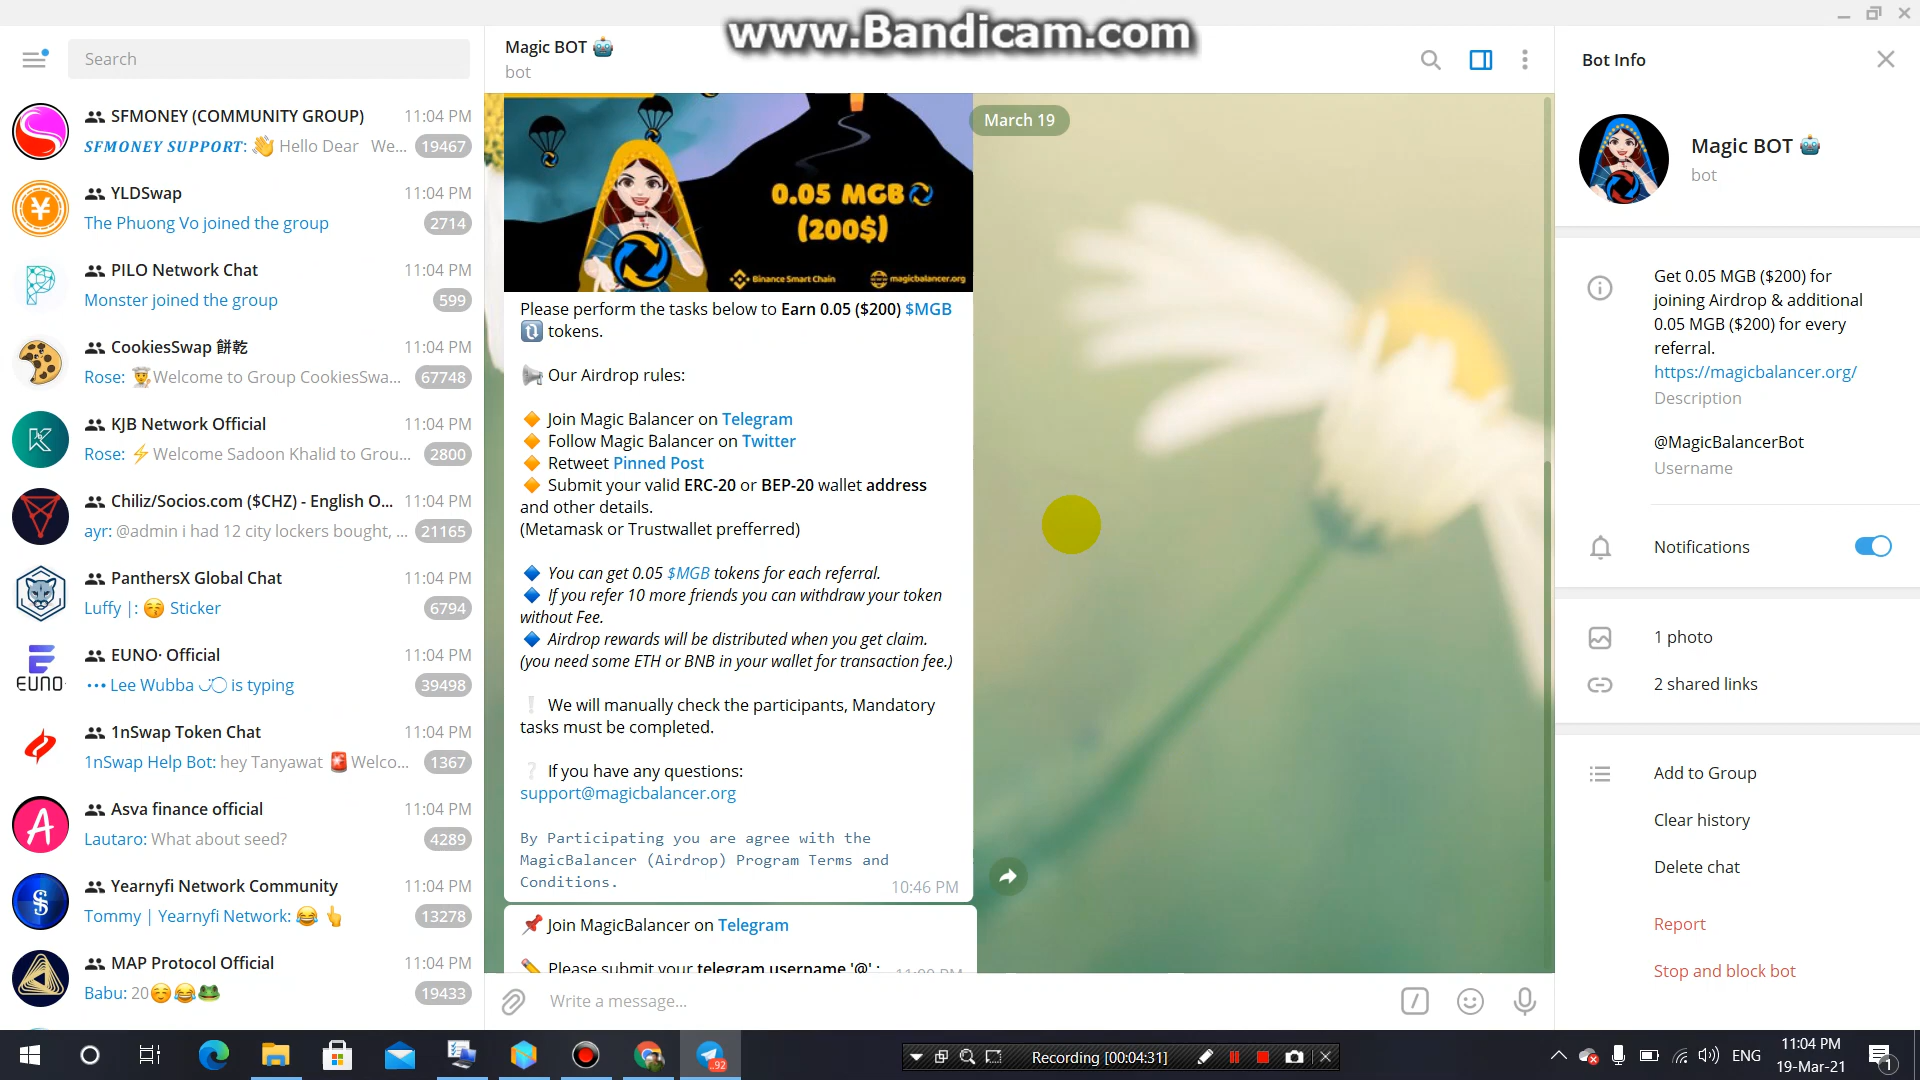 www.Bandicam.com
Search
SFMONEY (COMMUNITY GROUP) 11:04 PM
SFMONEY SUPPORT: 👋 Hello Dear We... 19467
YLDSwap 11:04 PM
The Phuong Vo joined the group 2714
PILO Network Chat 11:04 PM
Monster joined the group 599
CookiesSwap 餅乾 11:04 PM
Rose: Welcome to Group CookiesSwa... 67748
KJB Network Official 11:04 PM
Rose: ⚡Welcome Sadoon Khalid to Grou... 2800
Chiliz/Socios.com ($CHZ) - English O... 11:04 PM
ayr: @admin i had 12 city lockers bought, ... 21165
PanthersX Global Chat 11:04 PM
Luffy |: 😚 Sticker 6794
EUNO· Official 11:04 PM
Lee Wubba is typing 39498
EUNO
1nSwap Token Chat 11:04 PM
1nSwap Help Bot: hey Tanyawat 🚨Welco... 1367
Asva finance official 11:04 PM
Lautaro: What about seed? 4289
Yearnyfi Network Community 11:04 PM
Tommy | Yearnyfi Network: 😂 👆 13278
MAP Protocol Official 11:04 PM
Babu: 20☺️😂🐸 19433
Magic BOT 🤖
bot
March 19
0.05 MGB
(200$)
Binance Smart Chain
magicbalancer.org
Please perform the tasks below to Earn 0.05 ($200) $MGB
🔃 tokens.
📢 Our Airdrop rules:
🔸 Join Magic Balancer on Telegram
🔸 Follow Magic Balancer on Twitter
🔸 Retweet Pinned Post
🔸 Submit your valid ERC-20 or BEP-20 wallet address
and other details.
(Metamask or Trustwallet prefferred)
🔹 You can get 0.05 $MGB tokens for each referral.
🔹 If you refer 10 more friends you can withdraw your token
without Fee.
🔹 Airdrop rewards will be distributed when you get claim.
(you need some ETH or BNB in your wallet for transaction fee.)
❕ We will manually check the participants, Mandatory
tasks must be completed.
❔ If you have any questions:
support@magicbalancer.org
By Participating you are agree with the
MagicBalancer (Airdrop) Program Terms and
Conditions.
10:46 PM
📌 Join MagicBalancer on Telegram
✏️ Please submit your telegram username '@' :
Write a message...
Bot Info
Magic BOT 🤖
bot
Get 0.05 MGB ($200) for
joining Airdrop & additional
0.05 MGB ($200) for every
referral.
https://magicbalancer.org/
Description
@MagicBalancerBot
Username
Notifications
1 photo
2 shared links
Add to Group
Clear history
Delete chat
Report
Stop and block bot
..92
Recording [00:04:31]
ENG
11:04 PM
19-Mar-21
1